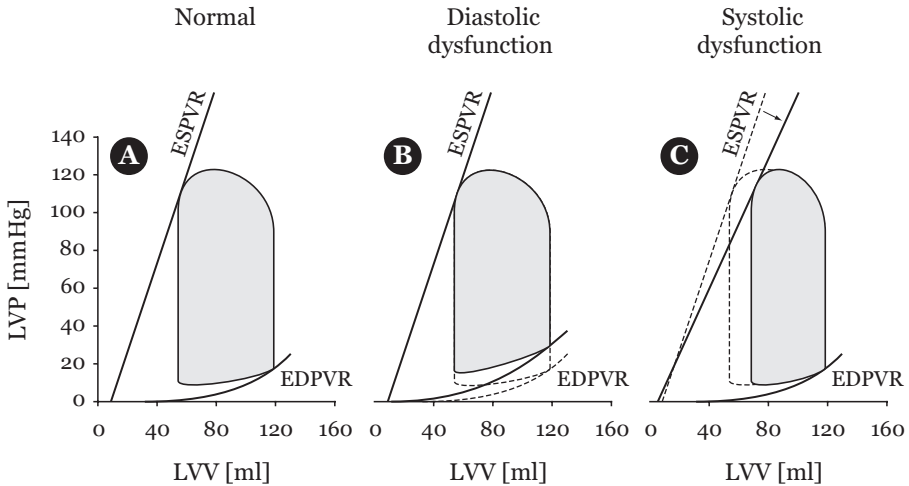 Normal
Diastolic
dysfunction
Systolic
dysfunction
LVP [mmHg]
140
120
100
80
60
40
20
0
A
ESPVR
EDPVR
0 40 80 120 160
LVV [ml]
B
ESPVR
EDPVR
0 40 80 120 160
LVV [ml]
C
ESPVR
EDPVR
0 40 80 120 160
LVV [ml]